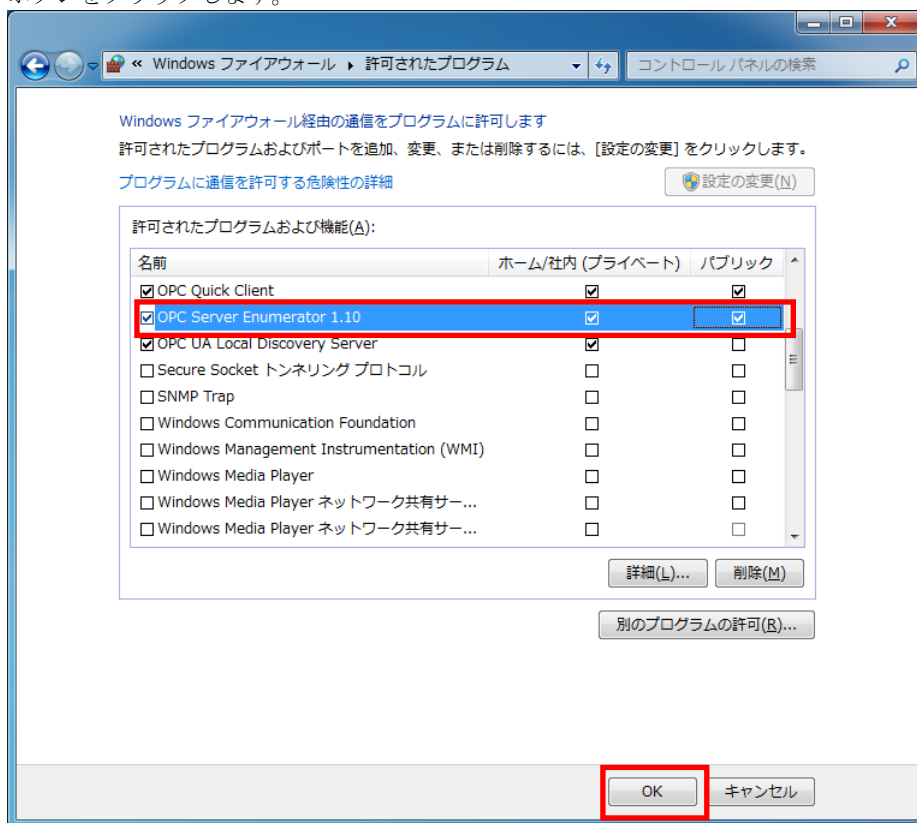 ボタンをクリックします。
« Windows ファイアウォール ▸ 許可されたプログラム
コントロール パネルの検索
Windows ファイアウォール経由の通信をプログラムに許可します
許可されたプログラムおよびポートを追加、変更、または削除するには、[設定の変更] をクリックします。
プログラムに通信を許可する危険性の詳細
設定の変更(N)
許可されたプログラムおよび機能(A):
名前 ホーム/社内 (プライベート) パブリック
OPC Quick Client
OPC Server Enumerator 1.10
OPC UA Local Discovery Server
Secure Socket トンネリング プロトコル
SNMP Trap
Windows Communication Foundation
Windows Management Instrumentation (WMI)
Windows Media Player
Windows Media Player ネットワーク共有サー...
Windows Media Player ネットワーク共有サー...
詳細(L)... 削除(M)
別のプログラムの許可(R)...
OK キャンセル